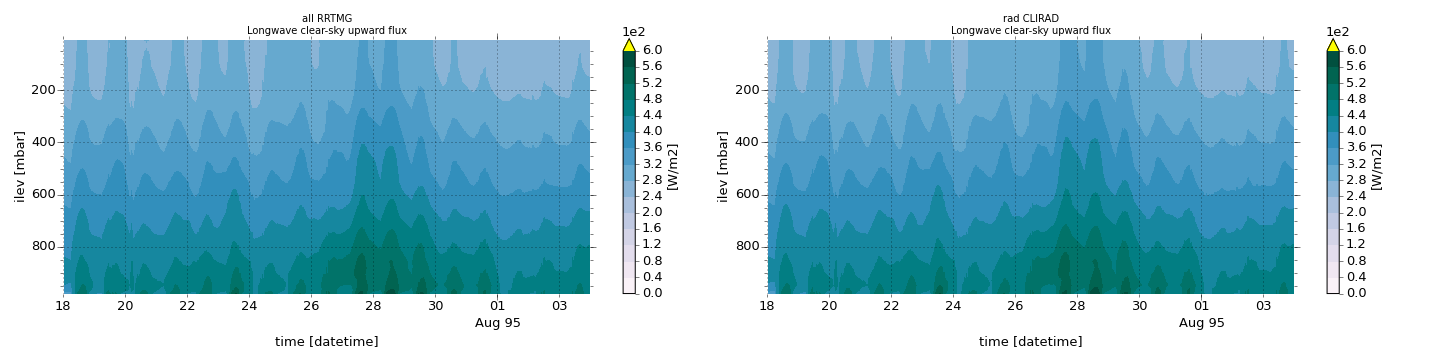 all RRTMG
Longwave clear-sky upward flux
1e2
6.0
5.6
5.2
4.8
4.4
4.0
3.6
3.2
2.8
2.4
2.0
1.6
1.2
0.8
0.4
0.0
[W/m2]
200
400
600
800
ilev [mbar]
18 20 22 24 26 28 30 01 03
Aug 95
time [datetime]
rad CLIRAD
Longwave clear-sky upward flux
1e2
6.0
5.6
5.2
4.8
4.4
4.0
3.6
3.2
2.8
2.4
2.0
1.6
1.2
0.8
0.4
0.0
[W/m2]
200
400
600
800
ilev [mbar]
18 20 22 24 26 28 30 01 03
Aug 95
time [datetime]